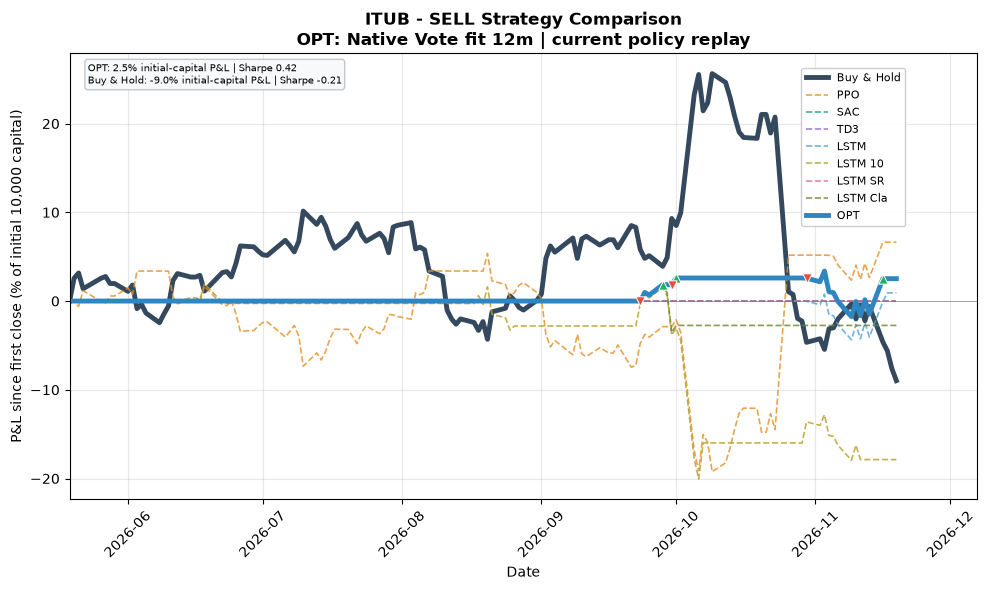 ITUB - SELL Strategy Comparison
OPT: Native Vote fit 12m | current policy replay
OPT: 2.5% initial-capital P&L | Sharpe 0.42
Buy & Hold: -9.0% initial-capital P&L | Sharpe -0.21
Buy & Hold
PPO
SAC
TD3
LSTM
LSTM 10
LSTM SR
LSTM Cla
OPT
P&L since first close (% of initial 10,000 capital)
20
10
0
−10
−20
2026-06
2026-07
2026-08
2026-09
2026-10
2026-11
2026-12
Date